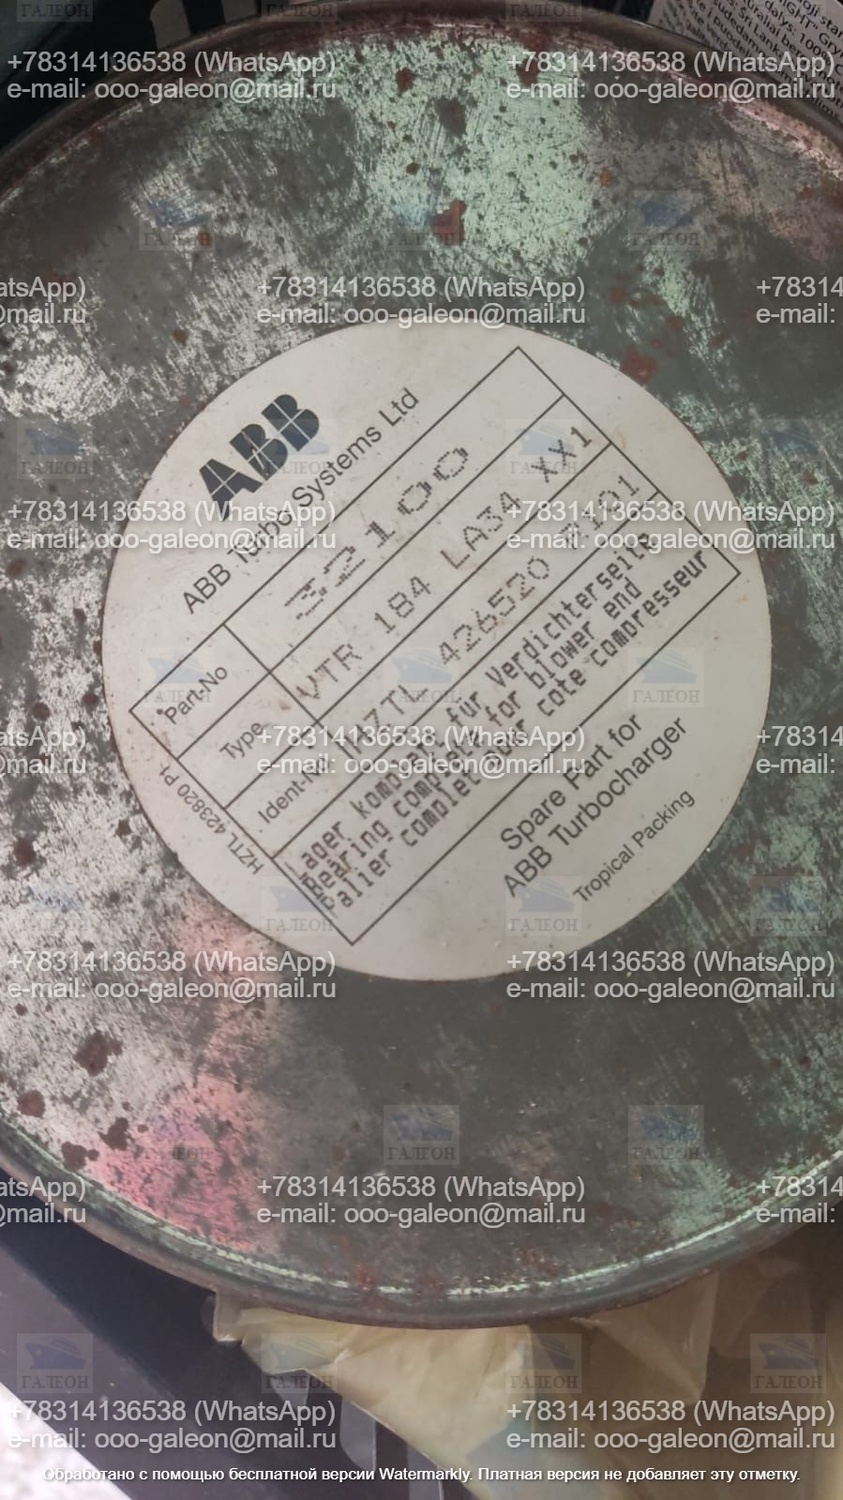 ABB
ABB Turbo Systems Ltd
Part-No 32100
Type VTR 184 LA34 XX1
Ident-No HZTL 426520 R101
Lager komplett für Verdichterseite
Bearing complete for blower end
Palier complet pour cote compresseur
HZTL 423820 P1
Spare Part for
ABB Turbocharger
Tropical Packing
+78314136538 (WhatsApp)
e-mail: ooo-galeon@mail.ru
ГАЛЕОН
Обработано с помощью бесплатной версии Watermarkly. Платная версия не добавляет эту отметку.